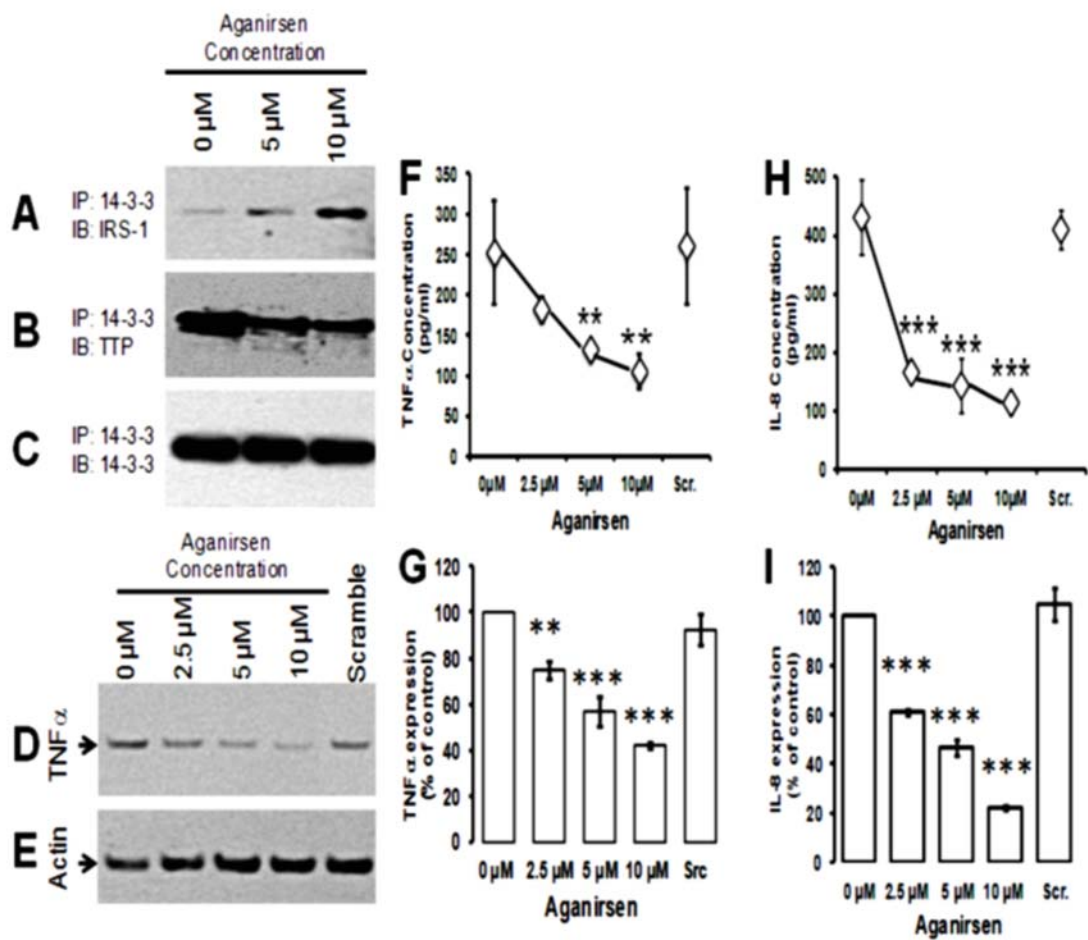 Aganirsen
Concentration
0 µM
5 µM
10 µM
A
IP: 14-3-3
IB: IRS-1
B
IP: 14-3-3
IB: TTP
C
IP: 14-3-3
IB: 14-3-3
Aganirsen
Concentration
0 µM
2.5 µM
5 µM
10 µM
Scramble
D
TNFα
E
Actin
F
TNFα Concentration
(pg/ml)
350
300
250
200
150
100
50
0
**
**
0µM 2.5 µM 5µM 10µM Scr.
Aganirsen
H
IL-8 Concentration
(pg/ml)
500
400
300
200
100
0
***
***
***
0µM 2.5 µM 5µM 10µM Scr.
Aganirsen
G
TNFα expression
(% of control)
120
100
80
60
40
20
0
**
***
***
0 µM 2.5 µM 5 µM 10 µM Src
Aganirsen
I
IL-8 expression
(% of control)
120
100
80
60
40
20
0
***
***
***
0 µM 2.5 µM 5 µM 10 µM Scr.
Aganirsen